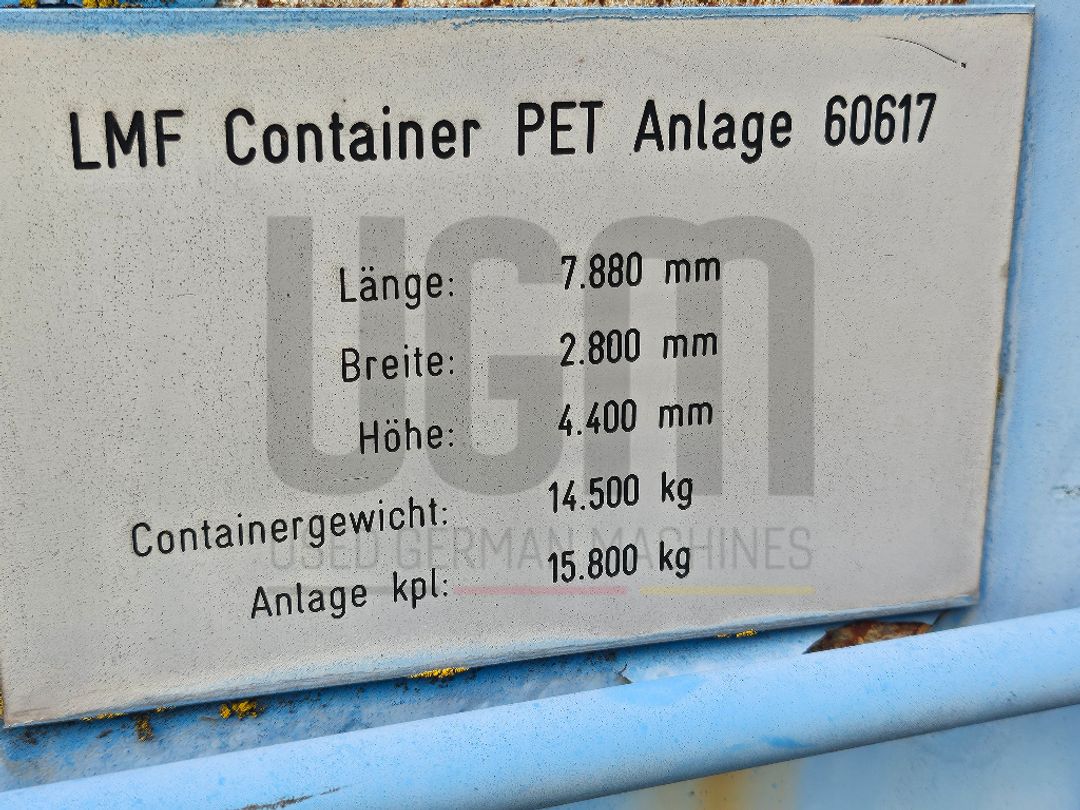 LMF Container PET Anlage 60617
Länge: 7.880 mm
Breite: 2.800 mm
Höhe: 4.400 mm
Containergewicht: 14.500 kg
Anlage kpl: 15.800 kg
UGM
USED GERMAN MACHINES